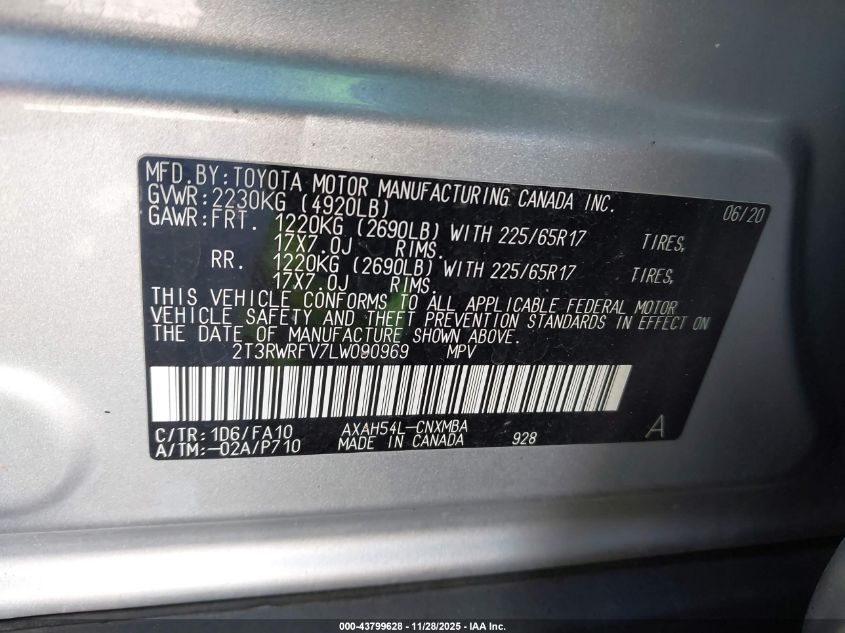 MFD.BY:TOYOTA MOTOR MANUFACTURING CANADA INC.
GVWR:2230KG (4920LB) 06/20
GAWR:FRT. 1220KG (2690LB) WITH 225/65R17 TIRES,
17X7.0J RIMS.
RR. 1220KG (2690LB) WITH 225/65R17 TIRES,
17X7.0J RIMS.
THIS VEHICLE CONFORMS TO ALL APPLICABLE FEDERAL MOTOR
VEHICLE SAFETY AND THEFT PREVENTION STANDARDS IN EFFECT ON
THE DATE OF MANUFACTURE SHOWN ABOVE.
2T3RWRFV7LW090969 MPV
C/TR:1D6/FA10 AXAH54L-CNXMBA
A/TM:-02A/P710 MADE IN CANADA 928 A
000-43799628 - 11/28/2025 - IAA Inc.